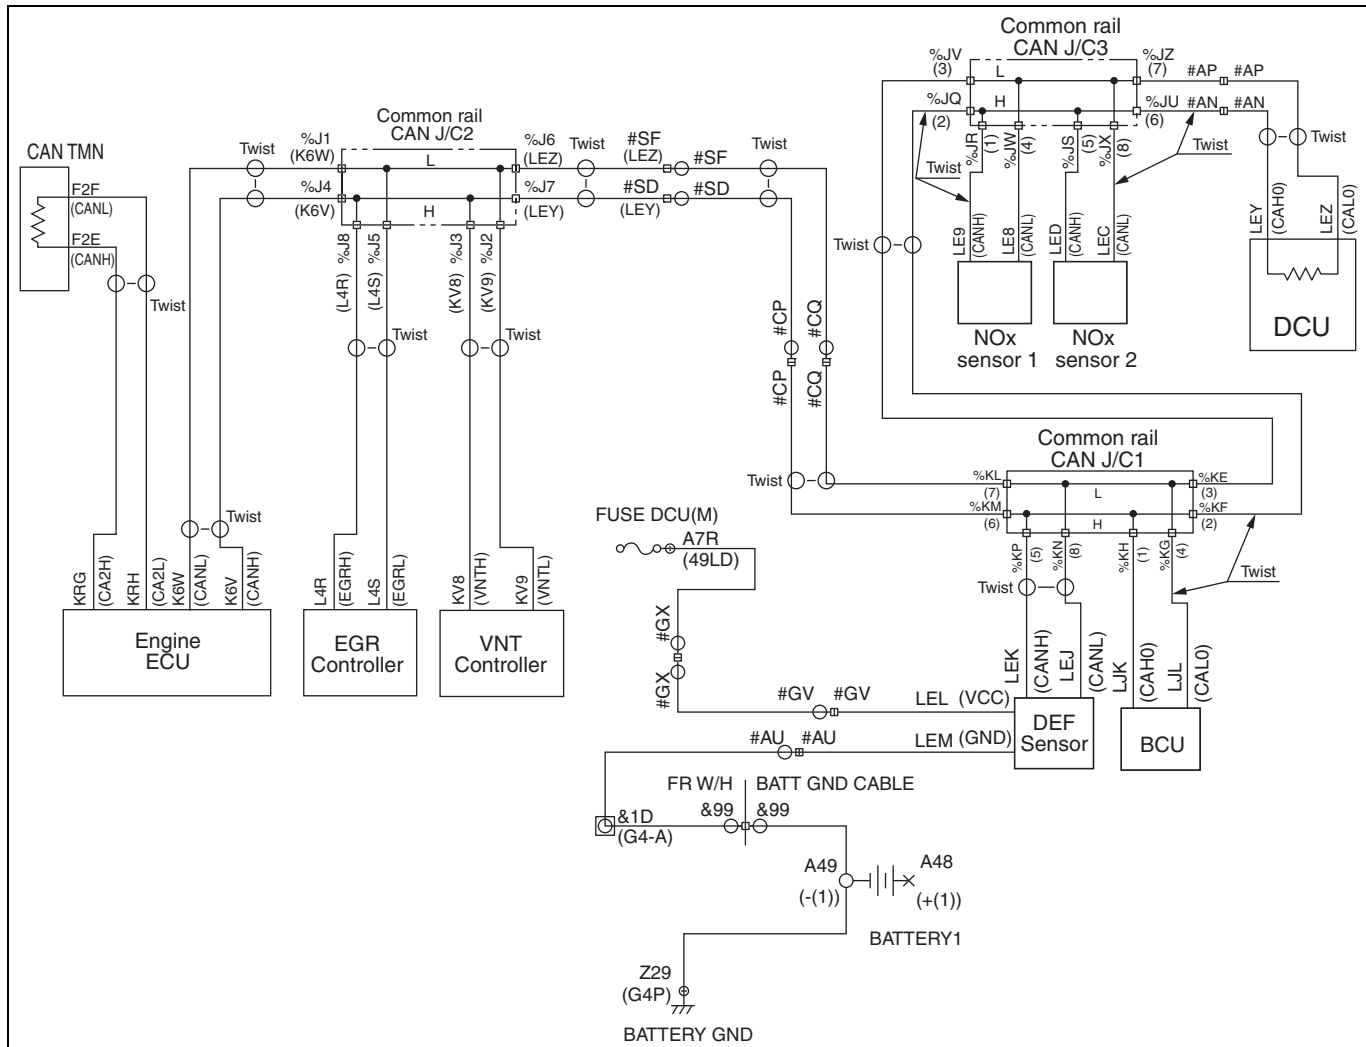 Common rail
CAN J/C3
%JV
(3)
L
%JZ
(7)
#AP
#AP
%JQ
(2)
H
%JU
(6)
#AN
#AN
Twist
%JR
(1)
%JW
(4)
%JS
(5)
%JX
(8)
Twist
Twist
LE9
(CANH)
LE8
(CANL)
LED
(CANH)
LEC
(CANL)
LEY
(CAH0)
LEZ
(CAL0)
NOx
sensor 1
NOx
sensor 2
DCU
Twist
CAN TMN
F2F
(CANL)
F2E
(CANH)
Twist
Twist
Common rail
CAN J/C2
%J1
(K6W)
L
%J6
(LEZ)
Twist
#SF
(LEZ)
#SF
Twist
%J4
(K6V)
H
%J7
(LEY)
#SD
(LEY)
#SD
(L4R) %J8
(L4S) %J5
(KV8) %J3
(KV9) %J2
Twist
Twist
#CP
#CQ
#CP
#CQ
Twist
Twist
KRG
(CA2H)
KRH
(CA2L)
K6W
(CANL)
K6V
(CANH)
L4R
(EGRH)
L4S
(EGRL)
KV8
(VNTH)
KV9
(VNTL)
Engine
ECU
EGR
Controller
VNT
Controller
Common rail
CAN J/C1
%KL
(7)
L
%KE
(3)
%KM
(6)
H
%KF
(2)
%KP
(5)
%KN
(8)
%KH
(1)
%KG
(4)
Twist
Twist
LEK
(CANH)
LEJ
(CANL)
LJK
(CAH0)
LJL
(CAL0)
DEF
Sensor
BCU
FUSE DCU(M)
A7R
(49LD)
#GX
#GX
#GV
#GV
LEL (VCC)
#AU
#AU
LEM (GND)
FR W/H
BATT GND CABLE
&1D
(G4-A)
&99
&99
A49
(-(1))
A48
(+(1))
BATTERY1
Z29
(G4P)
BATTERY GND